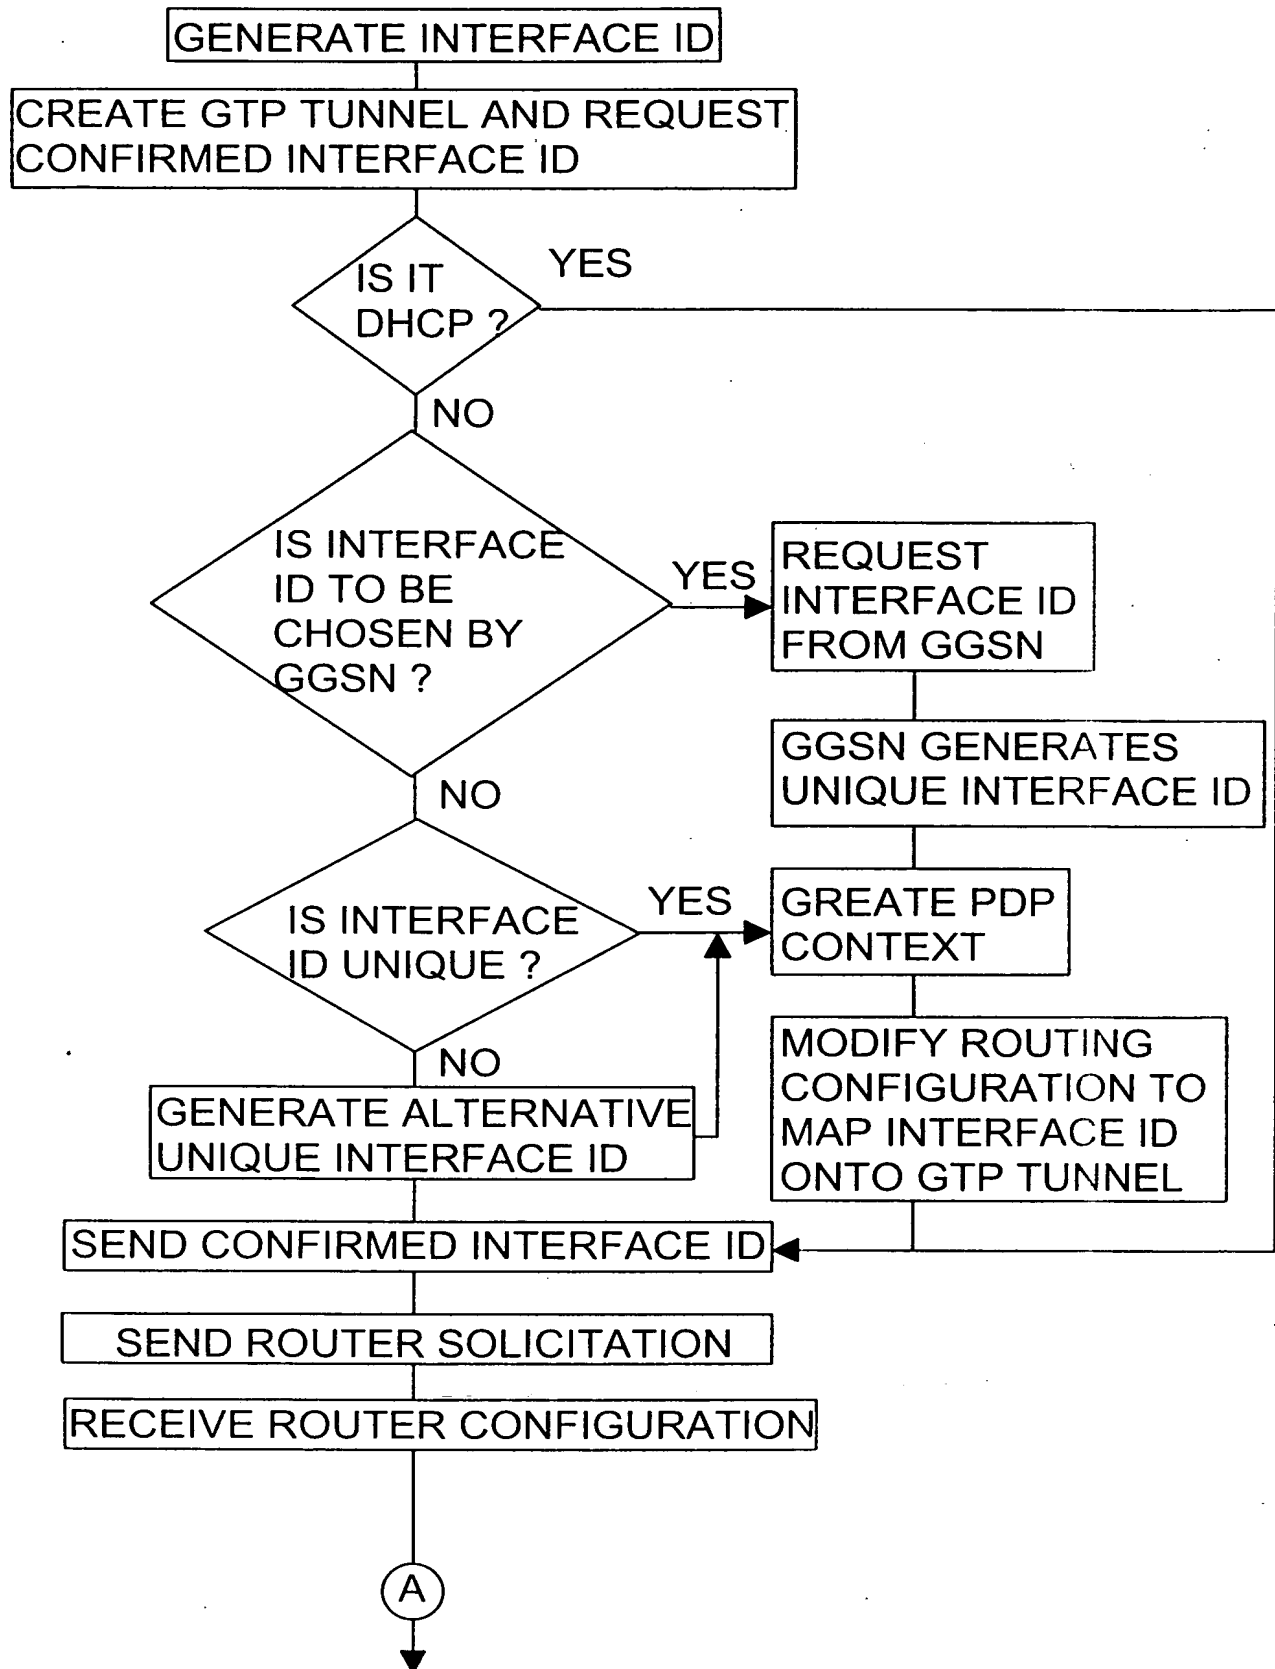 GENERATE INTERFACE ID
CREATE GTP TUNNEL AND REQUEST
CONFIRMED INTERFACE ID
IS IT
DHCP ?
YES
NO
IS INTERFACE
ID TO BE
CHOSEN BY
GGSN ?
YES
REQUEST
INTERFACE ID
FROM GGSN
GGSN GENERATES
UNIQUE INTERFACE ID
NO
IS INTERFACE
ID UNIQUE ?
YES
GREATE PDP
CONTEXT
NO
GENERATE ALTERNATIVE
UNIQUE INTERFACE ID
MODIFY ROUTING
CONFIGURATION TO
MAP INTERFACE ID
ONTO GTP TUNNEL
SEND CONFIRMED INTERFACE ID
SEND ROUTER SOLICITATION
RECEIVE ROUTER CONFIGURATION
A